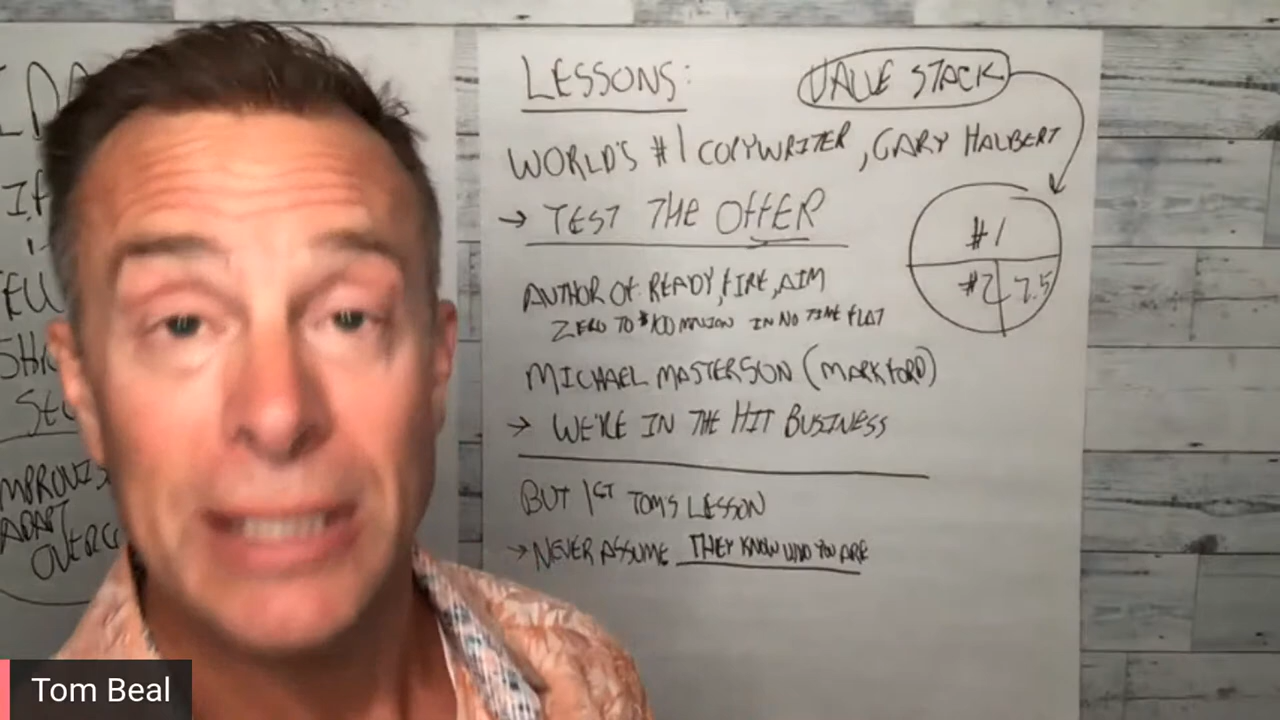 LESSONS:
VALUE STACK
WORLD'S #1 COPYWRITER, GARY HALBERT
→ TEST THE OFFER
#1
#2 7.5
AUTHOR OF READY, FIRE, AIM
ZERO TO $100 MILLION IN NO TIME FLAT
MICHAEL MASTERSON (MARK FORD)
→ WE'RE IN THE HIT BUSINESS
BUT 1ST TOM'S LESSON
→ NEVER ASSUME THEY KNOW WHO YOU ARE
ADAPT
Tom Beal